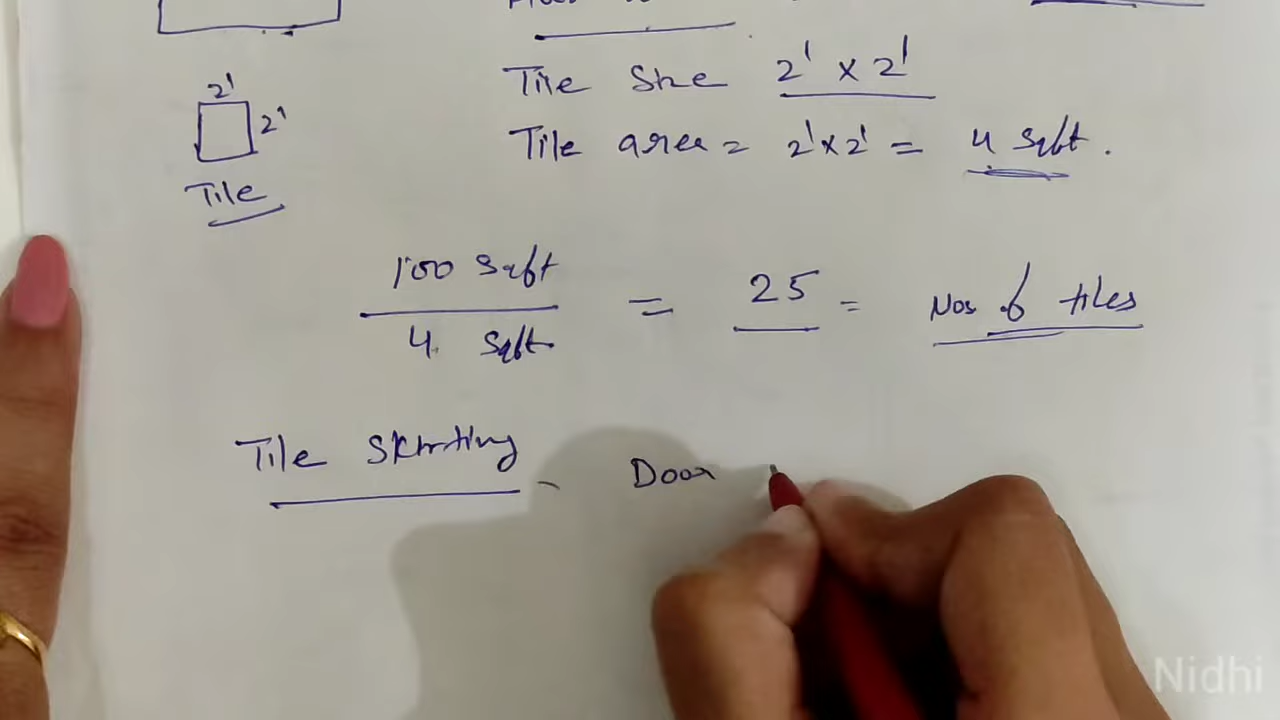 2' 2'
Tile
Tile Size 2' x 2'
Tile area = 2' x 2' = 4 Sqft.
100 Sqft
4 Sqft
= 25 = Nos of tiles
Tile Skirting - Door
Nidhi